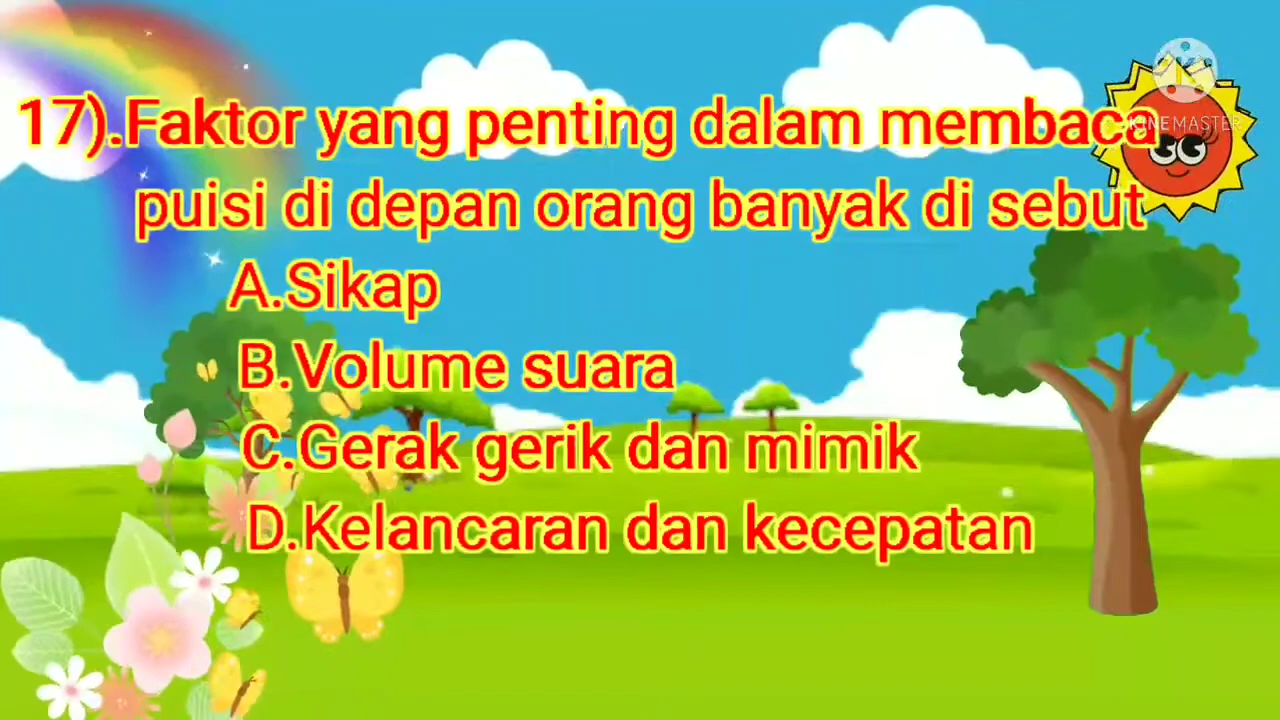 17).Faktor yang penting dalam membaca
puisi di depan orang banyak di sebut
A.Sikap
B.Volume suara
C.Gerak gerik dan mimik
D.Kelancaran dan kecepatan
KINEMASTER